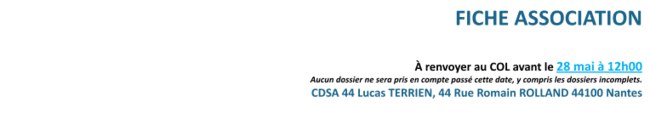 FICHE ASSOCIATION
À renvoyer au COL avant le 28 mai à 12h00
Aucun dossier ne sera pris en compte passé cette date, y compris les dossiers incomplets.
CDSA 44 Lucas TERRIEN, 44 Rue Romain ROLLAND 44100 Nantes